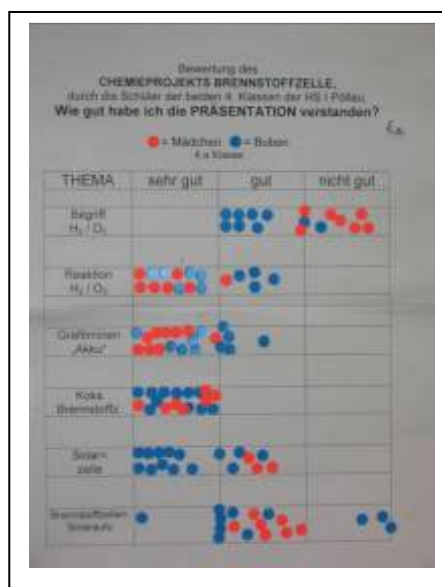 Bewertung des
CHEMIEPROJEKTS BRENNSTOFFZELLE,
durch die Schüler der beiden 4. Klassen der HS I Pöllau.
Wie gut habe ich die PRÄSENTATION verstanden?
= Mädchen = Buben
4.a Klasse
THEMA sehr gut gut nicht gut
Begriff
H₂ / O₂
Reaktion
H₂ / O₂
"Akku"
Koks
Brennstoffz
Solar=
zelle